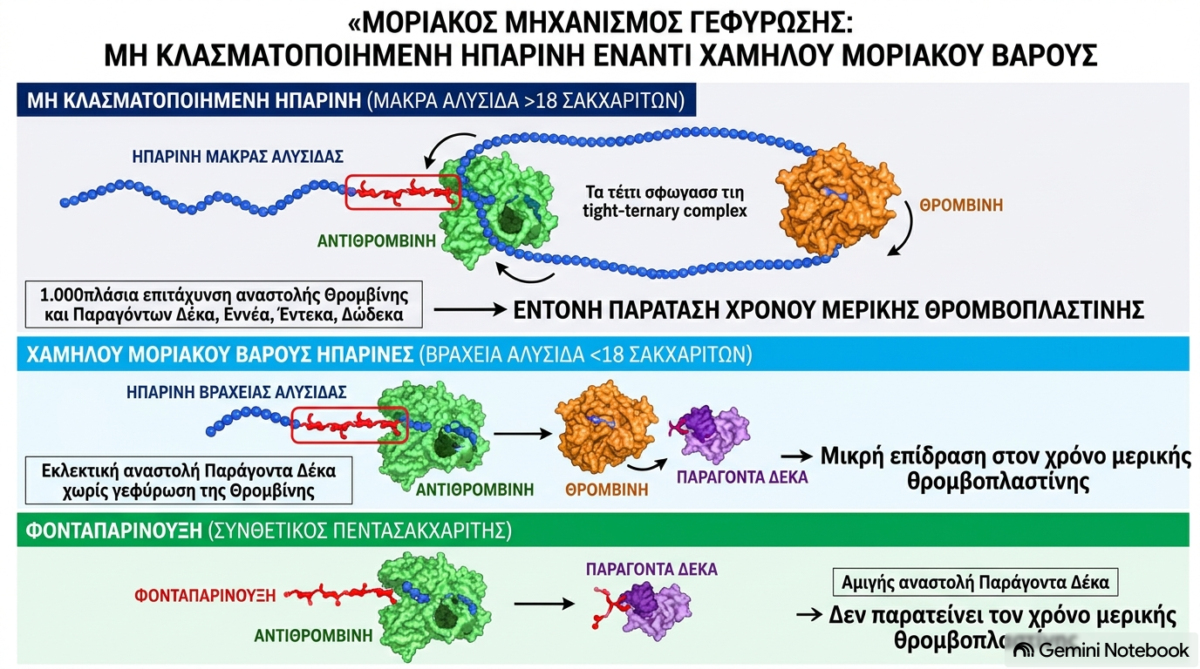 «ΜΟΡΙΑΚΟΣ ΜΗΧΑΝΙΣΜΟΣ ΓΕΦΥΡΩΣΗΣ:
ΜΗ ΚΛΑΣΜΑΤΟΠΟΙΗΜΕΝΗ ΗΠΑΡΙΝΗ ΕΝΑΝΤΙ ΧΑΜΗΛΟΥ ΜΟΡΙΑΚΟΥ ΒΑΡΟΥΣ
ΜΗ ΚΛΑΣΜΑΤΟΠΟΙΗΜΕΝΗ ΗΠΑΡΙΝΗ (ΜΑΚΡΑ ΑΛΥΣΙΔΑ >18 ΣΑΚΧΑΡΙΤΩΝ)
ΗΠΑΡΙΝΗ ΜΑΚΡΑΣ ΑΛΥΣΙΔΑΣ
Τα τέιτι σφωγασσ τιη
tight-ternary complex
ΘΡΟΜΒΙΝΗ
ΑΝΤΙΘΡΟΜΒΙΝΗ
1.000πλάσια επιτάχυνση αναστολής Θρομβίνης
και Παραγόντων Δέκα, Εννέα, Έντεκα, Δώδεκα
ΕΝΤΟΝΗ ΠΑΡΑΤΑΣΗ ΧΡΟΝΟΥ ΜΕΡΙΚΗΣ ΘΡΟΜΒΟΠΛΑΣΤΙΝΗΣ
ΧΑΜΗΛΟΥ ΜΟΡΙΑΚΟΥ ΒΑΡΟΥΣ ΗΠΑΡΙΝΕΣ (ΒΡΑΧΕΙΑ ΑΛΥΣΙΔΑ <18 ΣΑΚΧΑΡΙΤΩΝ)
ΗΠΑΡΙΝΗ ΒΡΑΧΕΙΑΣ ΑΛΥΣΙΔΑΣ
Εκλεκτική αναστολή Παράγοντα Δέκα
χωρίς γεφύρωση της Θρομβίνης
ΑΝΤΙΘΡΟΜΒΙΝΗ
ΘΡΟΜΒΙΝΗ
ΠΑΡΑΓΟΝΤΑ ΔΕΚΑ
Μικρή επίδραση στον χρόνο μερικής
θρομβοπλαστίνης
ΦΟΝΤΑΠΑΡΙΝΟΥΞΗ (ΣΥΝΘΕΤΙΚΟΣ ΠΕΝΤΑΣΑΚΧΑΡΙΤΗΣ)
ΦΟΝΤΑΠΑΡΙΝΟΥΞΗ
ΑΝΤΙΘΡΟΜΒΙΝΗ
ΠΑΡΑΓΟΝΤΑ ΔΕΚΑ
Αμιγής αναστολή Παράγοντα Δέκα
Δεν παρατείνει τον χρόνο μερικής
θρομβοπλαστίνης
Gemini Notebook